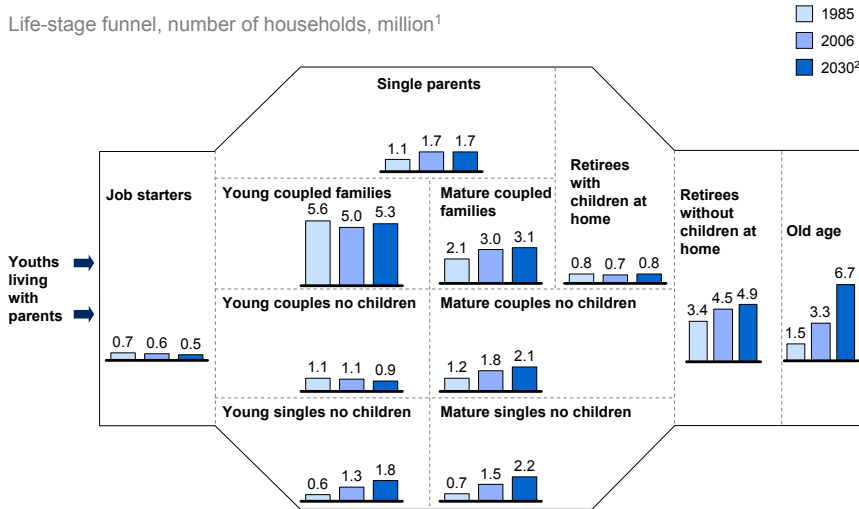 Life-stage funnel, number of households, million¹
1985
2006
2030²
Single parents
1.1 1.7 1.7
Job starters
0.7 0.6 0.5
Youths
living
with
parents
Young coupled families
5.6 5.0 5.3
Mature coupled
families
2.1 3.0 3.1
Retirees
with
children at
home
0.8 0.7 0.8
Retirees
without
children at
home
3.4 4.5 4.9
Old age
1.5 3.3 6.7
Young couples no children
1.1 1.1 0.9
Mature couples no children
1.2 1.8 2.1
Young singles no children
0.6 1.3 1.8
Mature singles no children
0.7 1.5 2.2